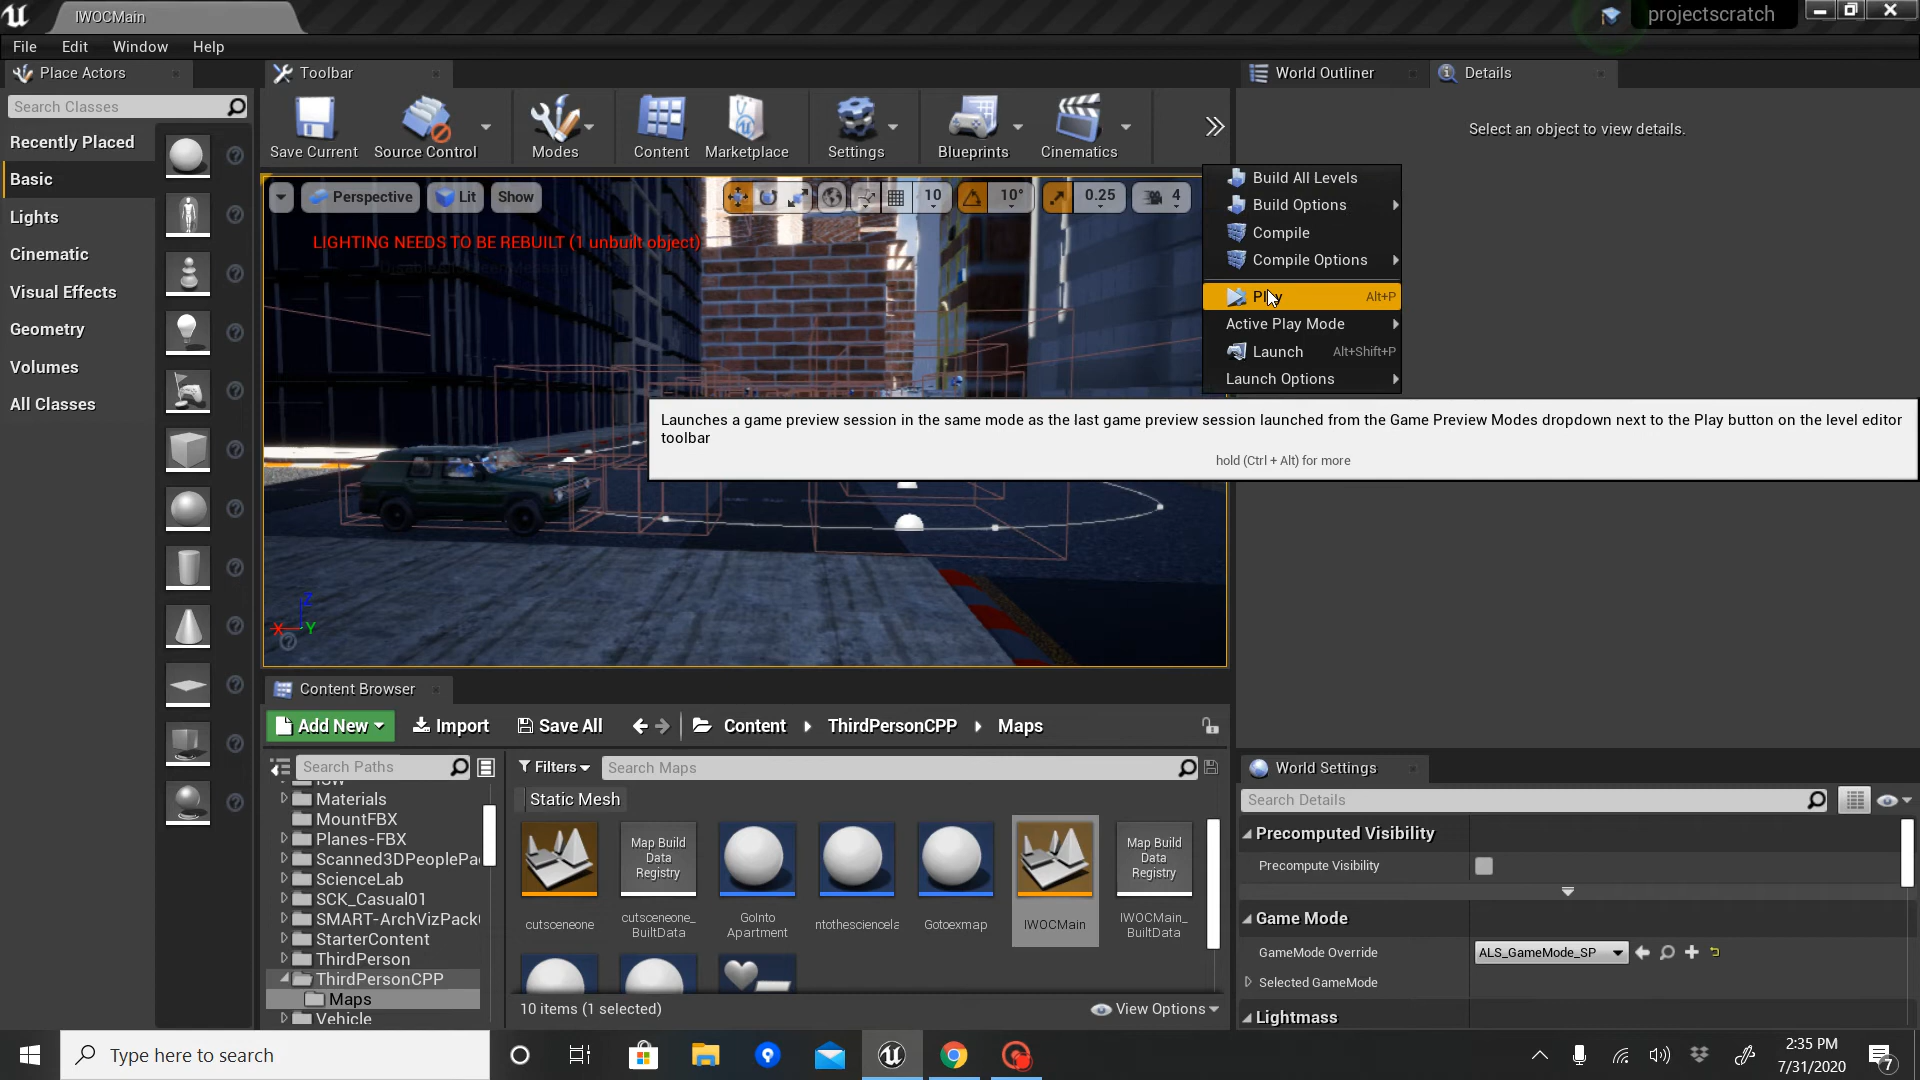 IWOCMain
projectscratch
File Edit Window Help
Place Actors
Toolbar
World Outliner
Details
Search Classes
Recently Placed
Basic
Lights
Cinematic
Visual Effects
Geometry
Volumes
All Classes
Save Current
Source Control
Modes
Content
Marketplace
Settings
Blueprints
Cinematics
Select an object to view details.
Perspective
Lit
Show
10
10°
0.25
4
LIGHTING NEEDS TO BE REBUILT (1 unbuilt object)
Build All Levels
Build Options
Compile
Compile Options
Play Alt+P
Active Play Mode
Launch Alt+Shift+P
Launch Options
Launches a game preview session in the same mode as the last game preview session launched from the Game Preview Modes dropdown next to the Play button on the level editor
toolbar
hold (Ctrl + Alt) for more
Z
X
Y
Content Browser
Add New
Import
Save All
Content
ThirdPersonCPP
Maps
Search Paths
Filters
Search Maps
Static Mesh
Materials
MountFBX
Planes-FBX
Scanned3DPeoplePa
ScienceLab
SCK_Casual01
SMART-ArchVizPack
StarterContent
ThirdPerson
ThirdPersonCPP
Maps
Vehicle
cutsceneone
Map Build
Data
Registry
cutsceneone_
BuiltData
GoInto
Apartment
ntothesciencela
Gotoexmap
IWOCMain
Map Build
Data
Registry
IWOCMain_
BuiltData
10 items (1 selected)
View Options
World Settings
Search Details
Precomputed Visibility
Precompute Visibility
Game Mode
GameMode Override
ALS_GameMode_SP
Selected GameMode
Lightmass
Type here to search
2:35 PM
7/31/2020
7